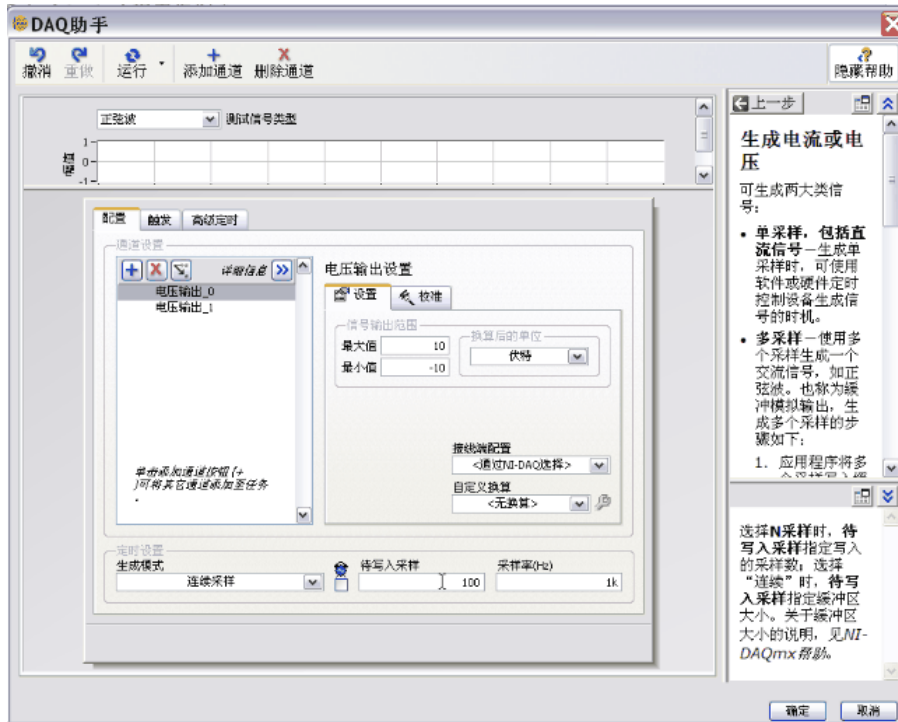 DAQ助手
撤消 重做 运行 添加通道 删除通道 隐藏帮助
正弦波 测试信号类型
幅度
1
0
-1
配置 触发 高级定时
通道设置
详细信息
电压输出_0
电压输出_1
单击添加通道按钮(+
)可将其它通道添加至任务
.
电压输出设置
设置 校准
信号输出范围
最大值 10
最小值 -10
换算后的单位
伏特
接线端配置
<通过NI-DAQ选择>
自定义换算
<无换算>
定时设置
生成模式 待写入采样 采样率(Hz)
连续采样 100 1k
上一步
生成电流或电
压
可生成两大类信
号：
• 单采样，包括直
流信号－生成单
采样时，可使用
软件或硬件定时
控制设备生成信
号的时机。
• 多采样－使用多
个采样生成一个
交流信号，如正
弦波。也称为缓
冲模拟输出，生
成多个采样的步
骤如下：
1. 应用程序将多
选择N采样时，待
写入采样指定写入
的采样数；选择
“连续”时，待写
入采样指定缓冲区
大小。关于缓冲区
大小的说明，见NI-
DAQmx帮助。
确定 取消